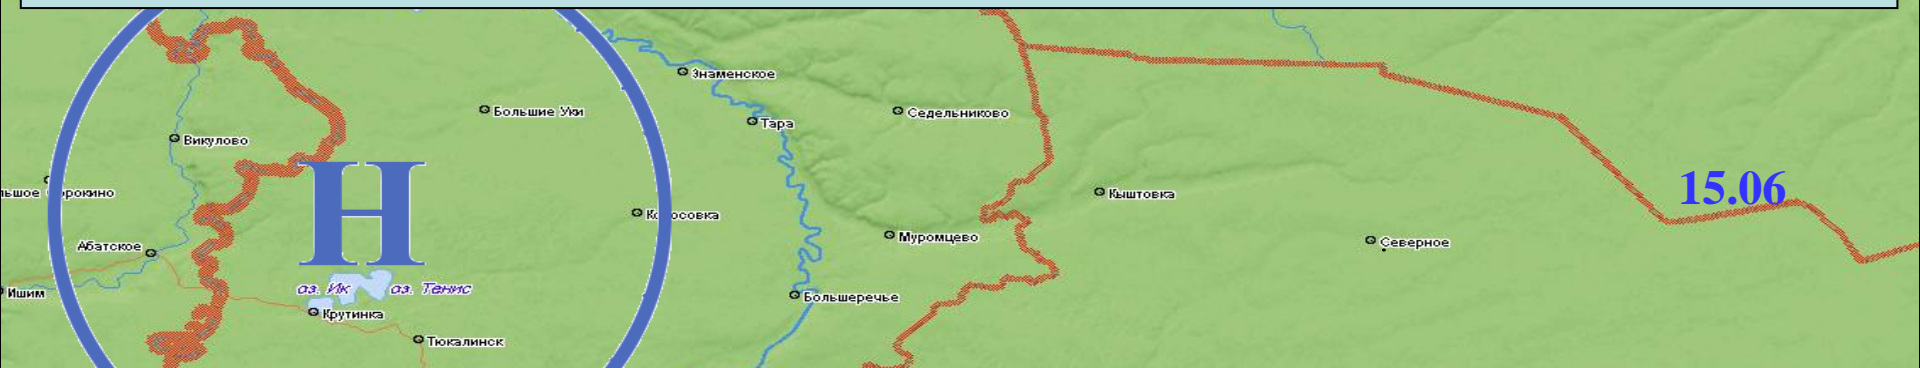 Знаменское
Большие Уки
Седельниково
Тара
Викулово
15.06
Н
Кыштовка
Муромцево
Северное
Абатское
оз. Ик
оз. Тенис
Ишим
Большеречье
Крутинка
Тюкалинск